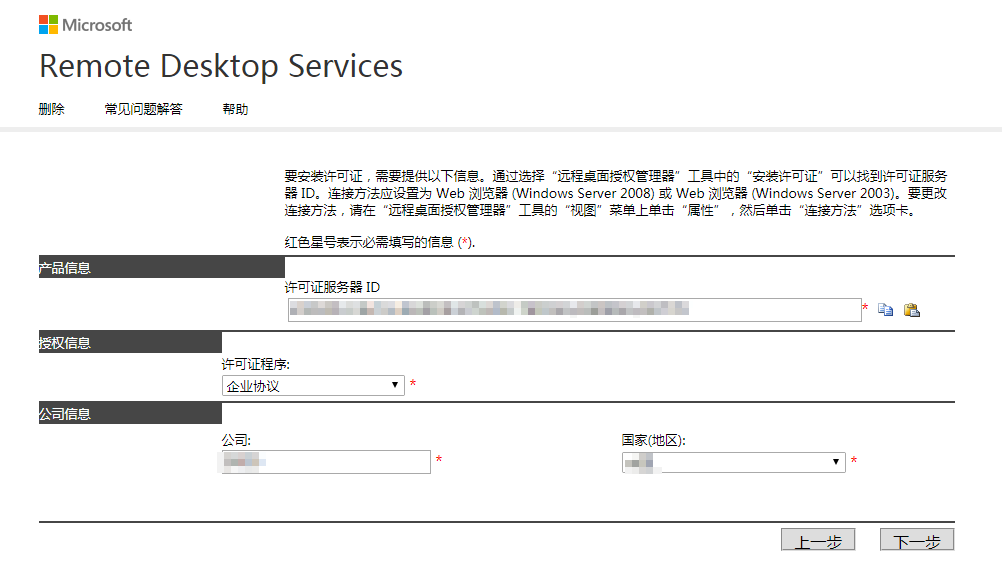 Microsoft
Remote Desktop Services
删除 常见问题解答 帮助
要安装许可证，需要提供以下信息。通过选择“远程桌面授权管理器”工具中的“安装许可证”可以找到许可证服务
器 ID。连接方法应设置为 Web 浏览器 (Windows Server 2008) 或 Web 浏览器 (Windows Server 2003)。要更改
连接方法，请在“远程桌面授权管理器”工具的“视图”菜单上单击“属性”，然后单击“连接方法”选项卡。
红色星号表示必需填写的信息 (*).
产品信息
许可证服务器 ID
*
授权信息
许可证程序:
企业协议 *
公司信息
公司: 国家(地区):
* *
上一步 下一步